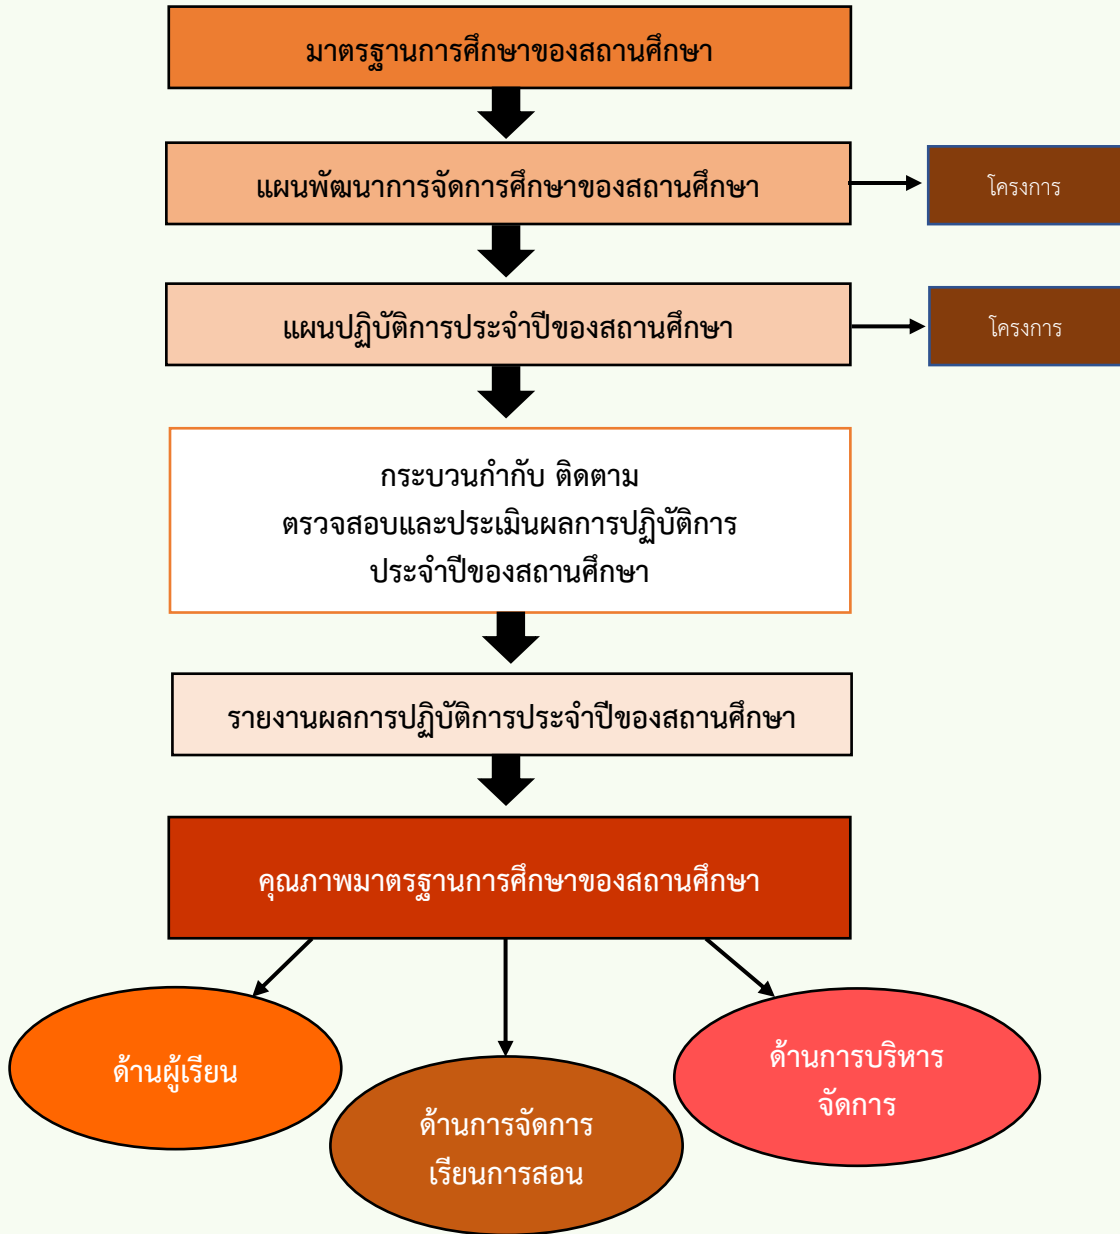 มาตรฐานการศึกษาของสถานศึกษา
แผนพัฒนาการจัดการศึกษาของสถานศึกษา
โครงการ
แผนปฏิบัติการประจำปีของสถานศึกษา
โครงการ
กระบวนกำกับ ติดตาม
ตรวจสอบและประเมินผลการปฏิบัติการ
ประจำปีของสถานศึกษา
รายงานผลการปฏิบัติการประจำปีของสถานศึกษา
คุณภาพมาตรฐานการศึกษาของสถานศึกษา
ด้านผู้เรียน
ด้านการจัดการ
เรียนการสอน
ด้านการบริหาร
จัดการ